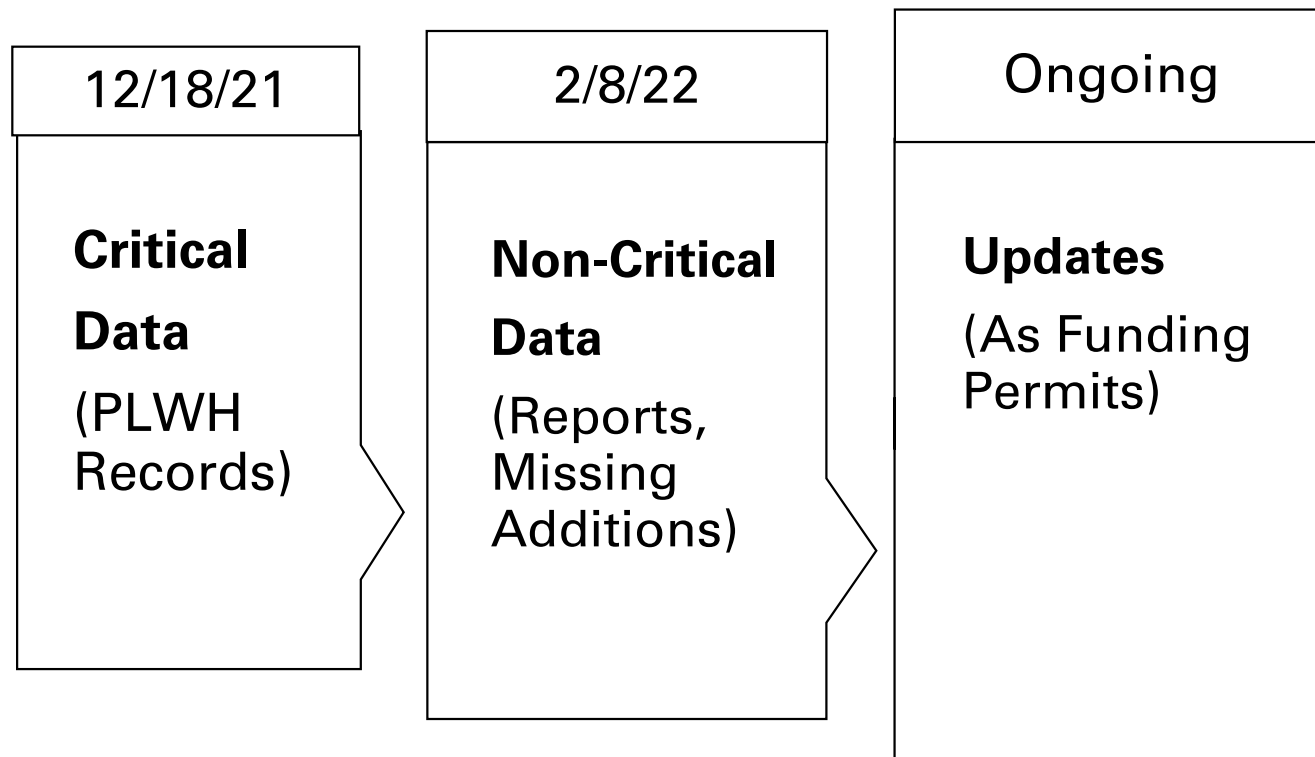 12/18/21
Critical
Data
(PLWH
Records)
2/8/22
Non-Critical
Data
(Reports,
Missing
Additions)
Ongoing
Updates
(As Funding
Permits)